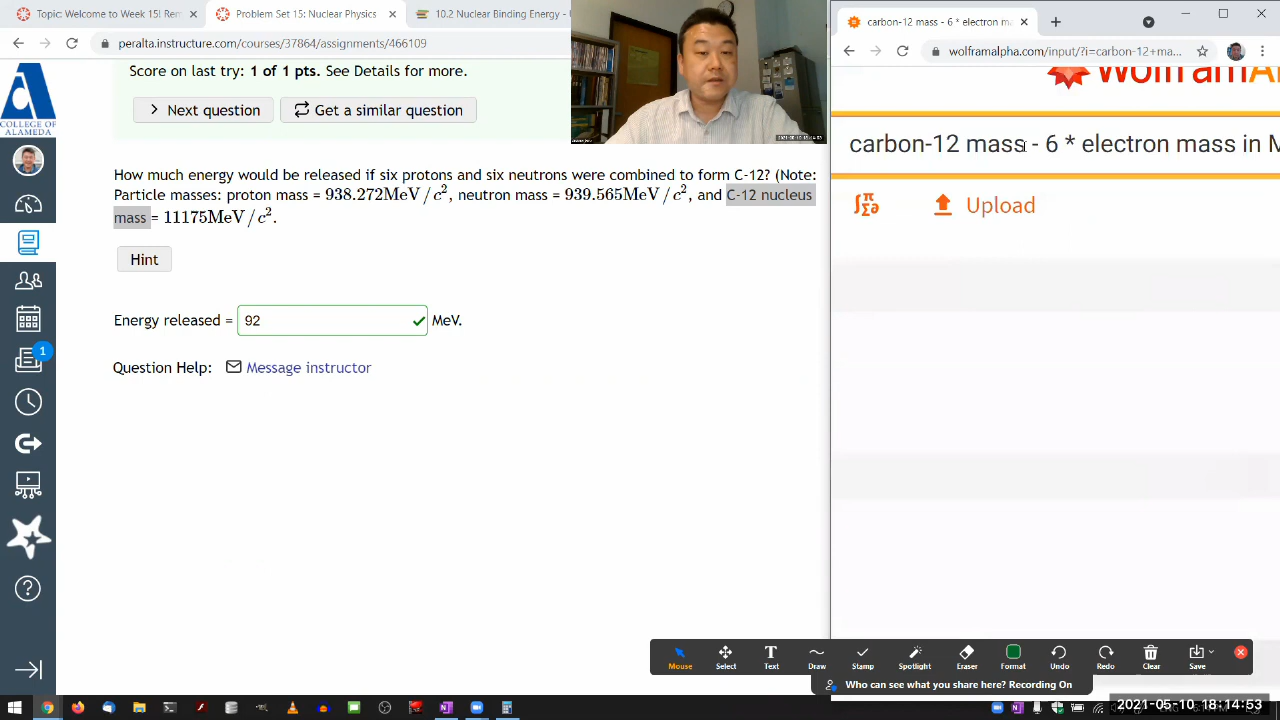 Topic: Welcome to Week 15! Rem
Problem Set 15: Nuclear Physics
10.2 Nuclear Binding Energy -
peralta.instructure.com/courses/37864/assignments/466100
carbon-12 mass - 6 * electron ma
wolframalpha.com/input/?i=carbon-12+ma...
COLLEGE OF
ALAMEDA
1
Score on last try: 1 of 1 pts. See Details for more.
Next question
Get a similar question
How much energy would be released if six protons and six neutrons were combined to form C-12? (Note:
Particle masses: proton mass = 938.272MeV/c², neutron mass = 939.565MeV/c², and C-12 nucleus
mass = 11175MeV/c².
Hint
Energy released = 92 MeV.
Question Help: Message instructor
WolframAl
carbon-12 mass - 6 * electron mass in M
Upload
Mouse
Select
Text
Draw
Stamp
Spotlight
Eraser
Format
Undo
Redo
Clear
Save
Who can see what you share here? Recording On
2021-05-10 18:14:53